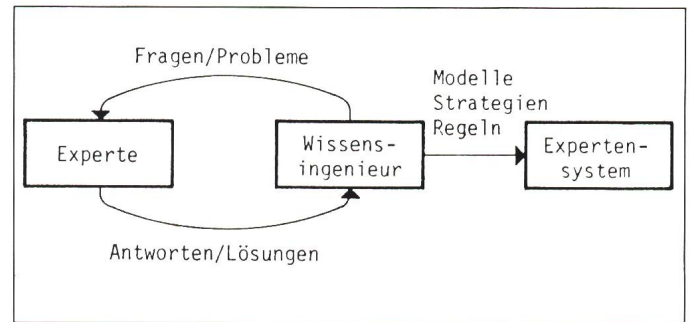 Fragen/Probleme
Modelle
Strategien
Regeln
Experte
Wissens-
ingenieur
Experten-
system
Antworten/Lösungen